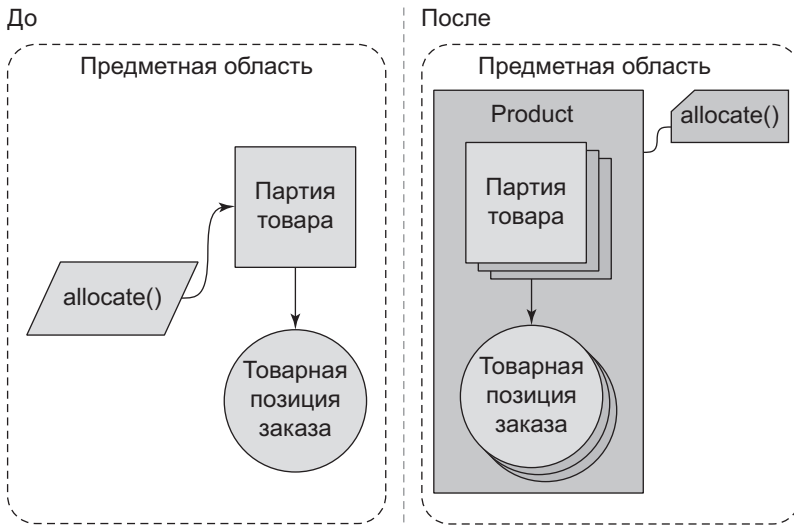 До
Предметная область
Партия
товара
allocate()
Товарная
позиция
заказа
После
Предметная область
Product
allocate()
Партия
товара
Товарная
позиция
заказа